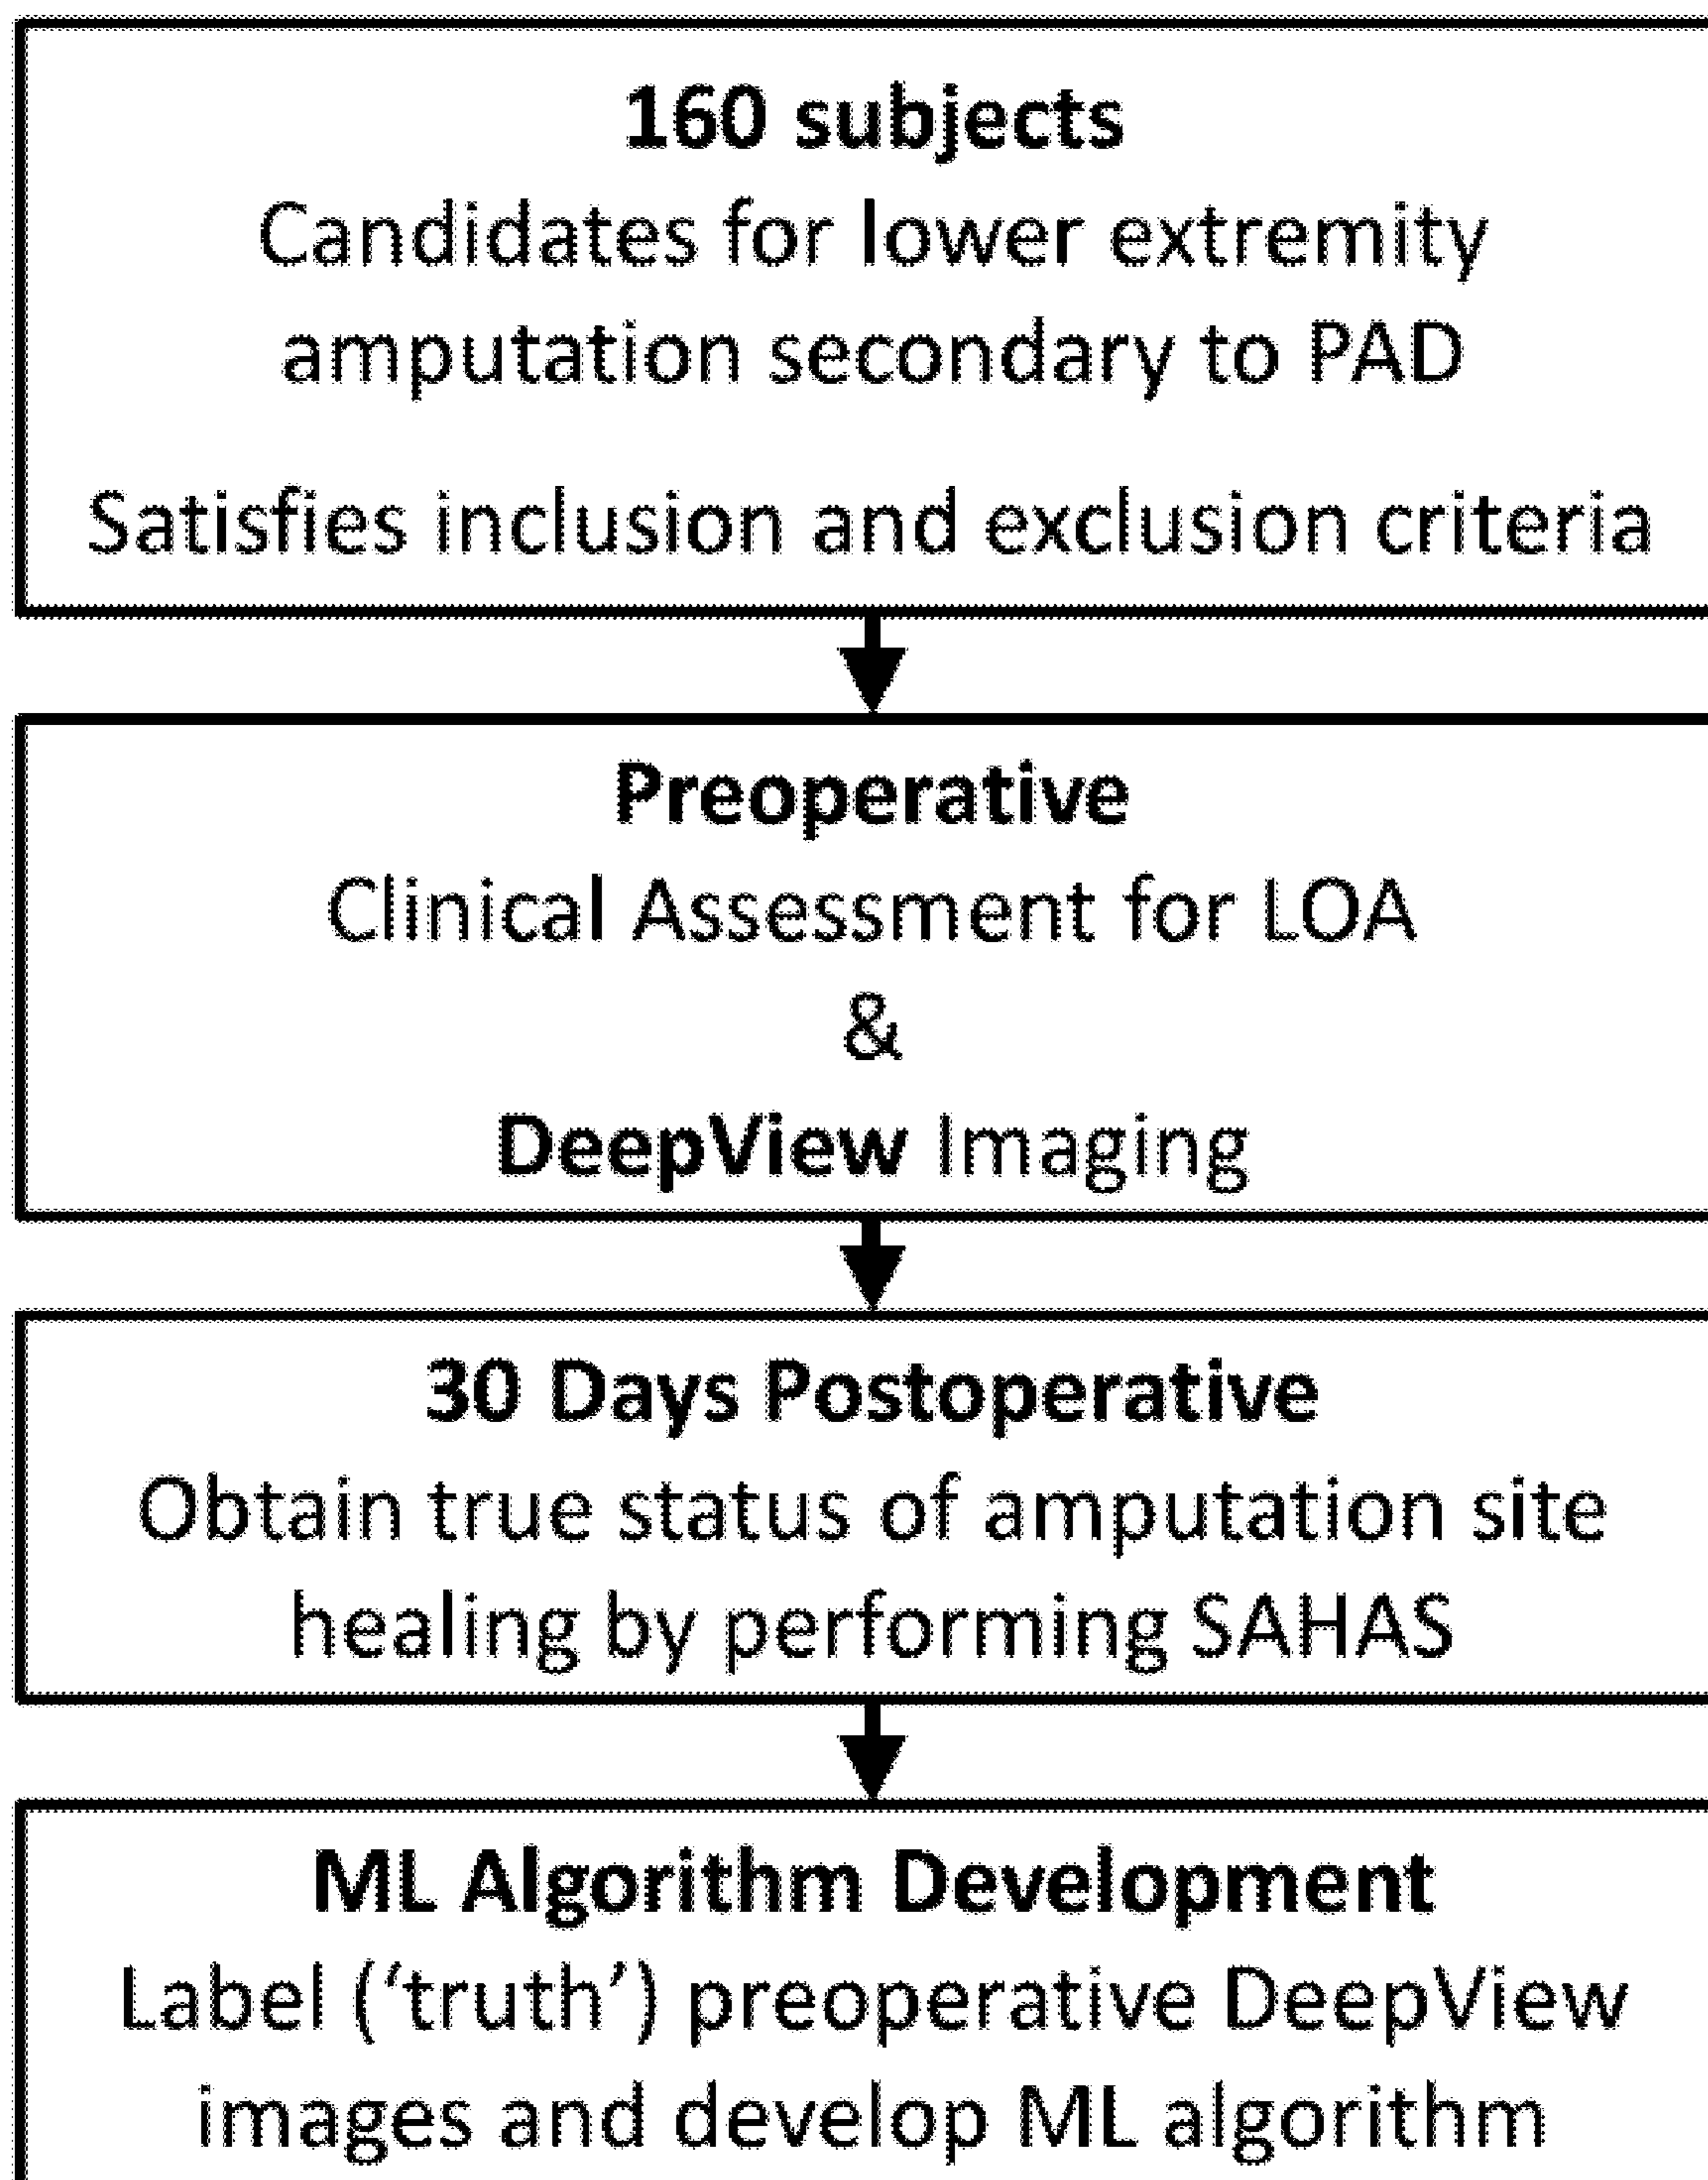 160 subjects
Candidates for lower extremity
amputation secondary to PAD
Satisfies inclusion and exclusion criteria
Preoperative
Clinical Assessment for LOA
&
DeepView Imaging
30 Days Postoperative
Obtain true status of amputation site
healing by performing SAHAS
ML Algorithm Development
Label (‘truth’) preoperative DeepView
images and develop ML algorithm